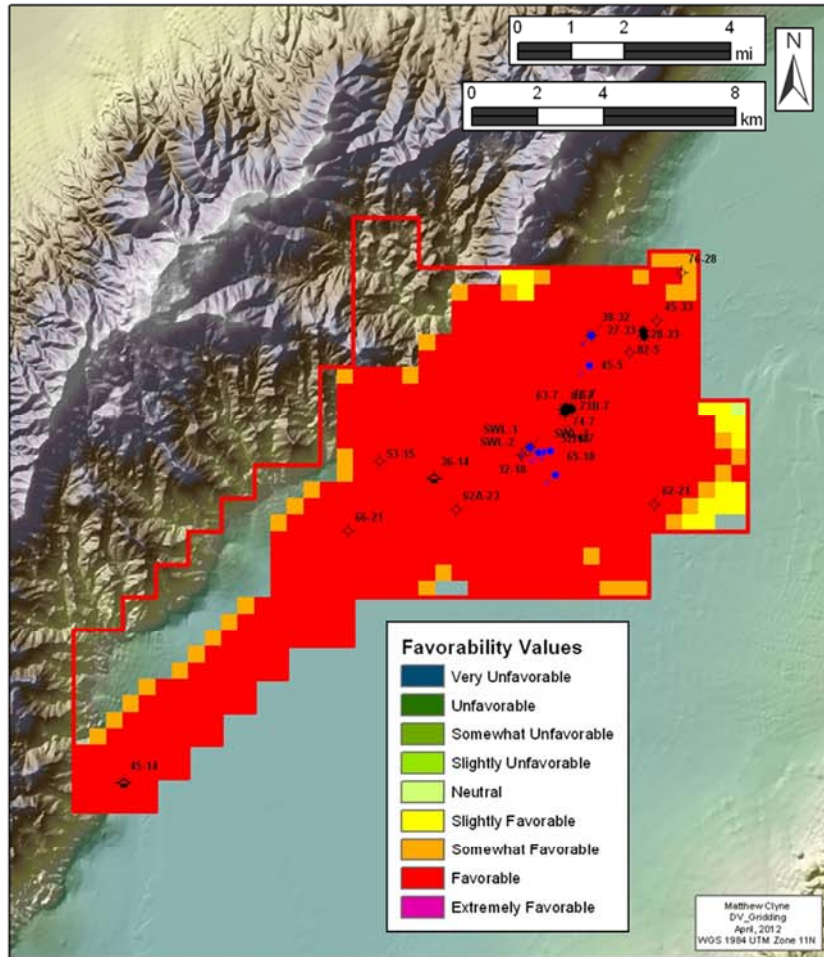 0 1 2 4
mi
N
0 2 4 8
km
76-28
45-33
38-32
27-33
28-33
82-5
45-5
63-7
73B-7
74-7
SWL-1
SWL-2
53-15
36-14
32-18
65-18
62A-23
62-21
66-21
Favorability Values
Very Unfavorable
Unfavorable
Somewhat Unfavorable
Slightly Unfavorable
Neutral
Slightly Favorable
Somewhat Favorable
Favorable
Extremely Favorable
45-14
Matthew Clyne
DV_Gridding
April, 2012
WGS 1984 UTM Zone 11N